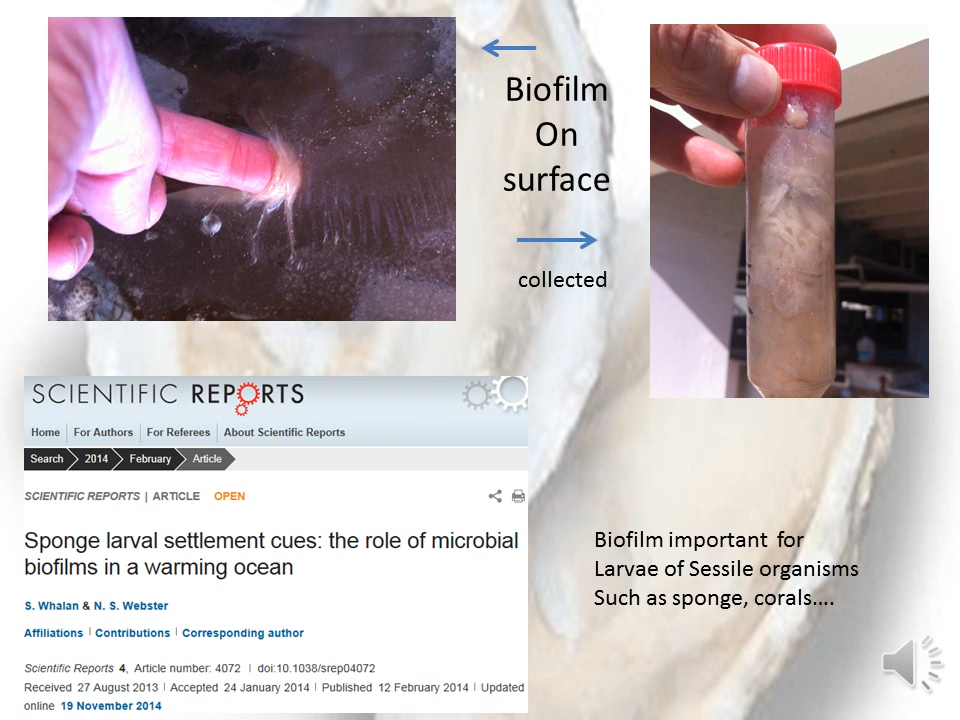 Biofilm
On
surface
collected
SCIENTIFIC REPORTS
Home For Authors For Referees About Scientific Reports
Search 2014 February Article
SCIENTIFIC REPORTS | ARTICLE OPEN
Sponge larval settlement cues: the role of microbial
biofilms in a warming ocean
S. Whalan & N. S. Webster
Affiliations | Contributions | Corresponding author
Scientific Reports 4, Article number: 4072 | doi:10.1038/srep04072
Received 27 August 2013 | Accepted 24 January 2014 | Published 12 February 2014 | Updated
online 19 November 2014
Biofilm important for
Larvae of Sessile organisms
Such as sponge, corals....